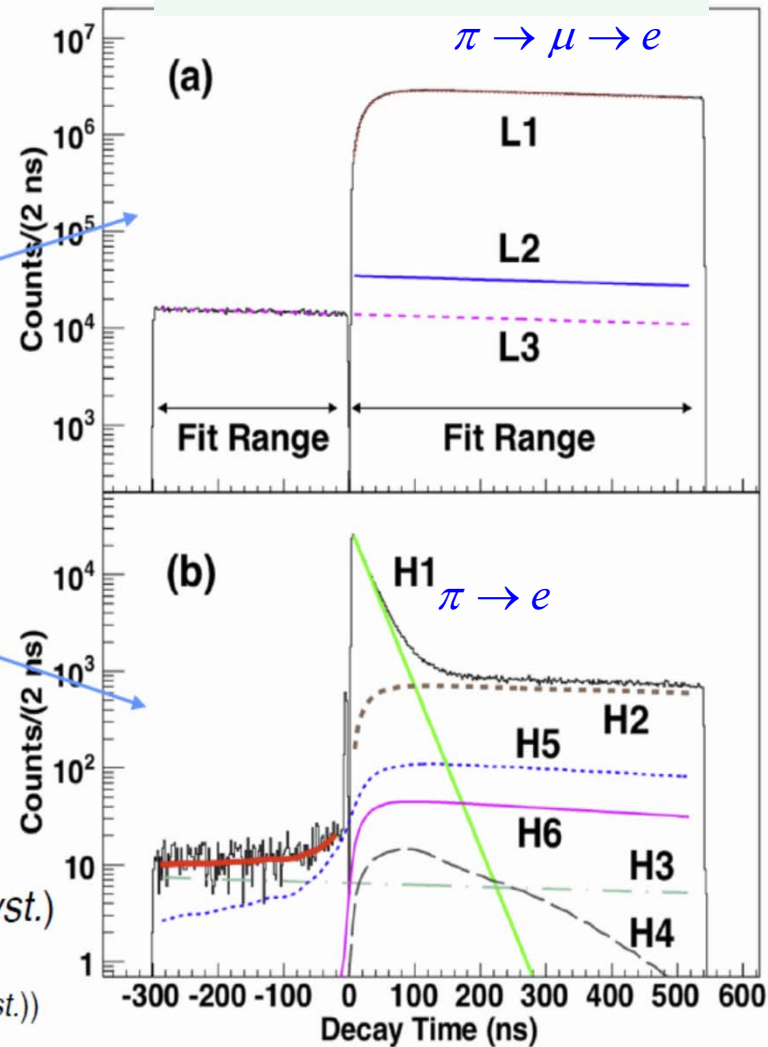 π → μ → e
(a)
10⁷
10⁶
10⁵
10⁴
10³
Counts/(2 ns)
L1
L2
L3
Fit Range
Fit Range
(b)
H1
π → e
10⁴
10³
10²
10
1
Counts/(2 ns)
H2
H5
H6
H3
H4
yst.)
st.))
-300 -200 -100 0 100 200 300 400 500 600
Decay Time (ns)